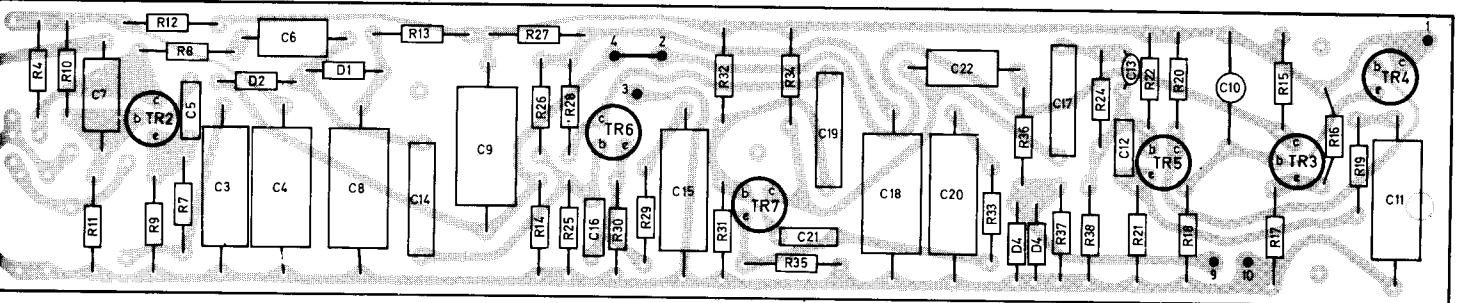 R12
C6
R13
R27
4
2
1
R4
R10
R8
D2
D1
R32
R34
C22
C13
R22
R20
R15
TR4
b
e
C7
TR2
c
b
e
C5
C9
R26
R28
3
TR6
c
b
e
C19
C17
R24
C10
R36
C12
TR5
b
c
e
TR3
b
c
e
R16
R19
C3
C4
C8
C14
C15
C18
C20
C11
R11
R9
R7
R14
R25
C16
R30
R29
R31
TR7
b
c
e
C21
R35
R33
D4
D4
R37
R38
R21
R18
9
10
R17